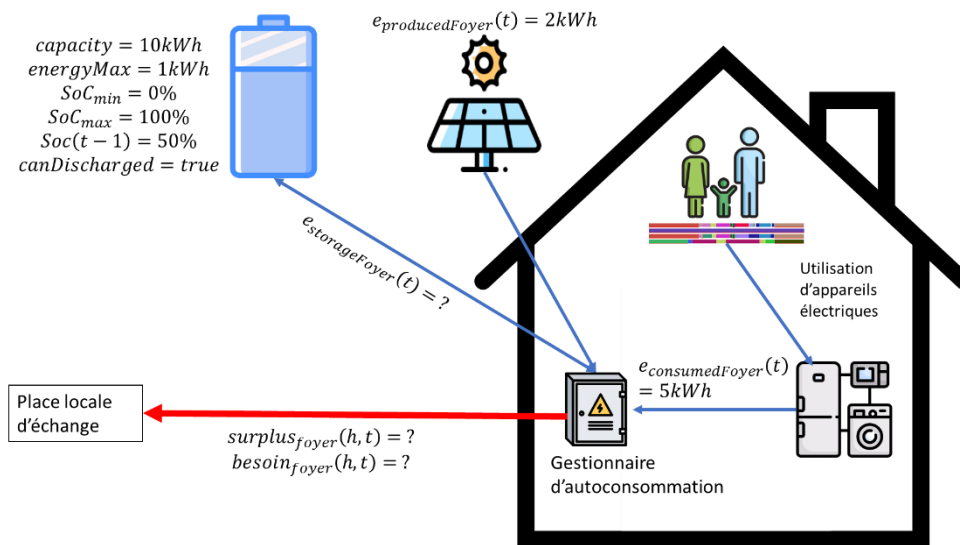 capacity = 10kWh
energyMax = 1kWh
SoC_min = 0%
SoC_max = 100%
Soc(t − 1) = 50%
canDischarged = true
e_producedFoyer(t) = 2kWh
e_storageFoyer(t) = ?
Utilisation
d'appareils
électriques
e_consumedFoyer(t)
= 5kWh
Place locale
d'échange
surplus_foyer(h, t) = ?
besoin_foyer(h, t) = ?
Gestionnaire
d'autoconsommation